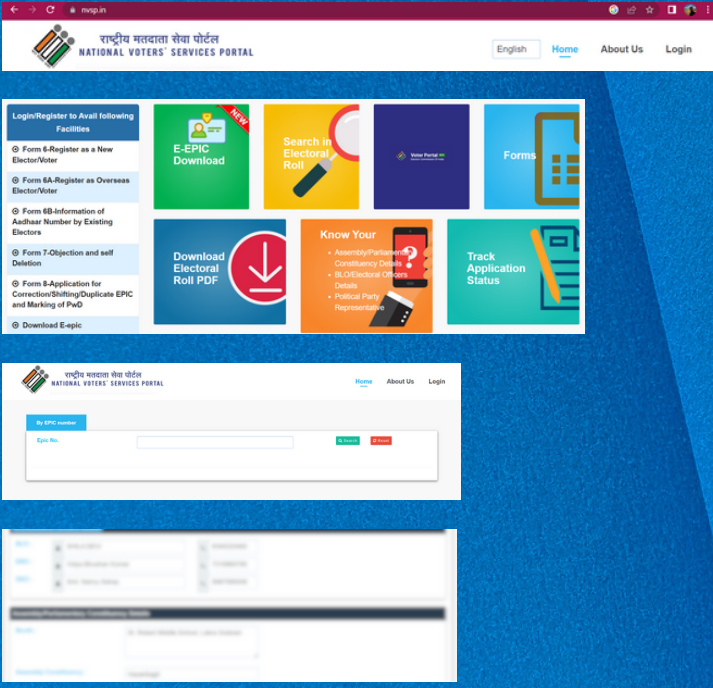 nvsp.in
राष्ट्रीय मतदाता सेवा पोर्टल
NATIONAL VOTERS' SERVICES PORTAL
English
Home
About Us
Login
Login/Register to Avail following
Facilities
Form 6-Register as a New
Elector/Voter
Form 6A-Register as Overseas
Elector/Voter
Form 6B-Information of
Aadhaar Number by Existing
Electors
Form 7-Objection and self
Deletion
Form 8-Application for
Correction/Shifting/Duplicate EPIC
and Marking of PwD
Download E-epic
E-EPIC
Download
NEW
Search in
Electoral
Roll
Voter Portal
Forms
Download
Electoral
Roll PDF
Know Your
Assembly/Parliamentary
Constituency Details
BLO/Electoral Officers
Details
Political Party
Representative
?
Track
Application
Status
राष्ट्रीय मतदाता सेवा पोर्टल
NATIONAL VOTERS' SERVICES PORTAL
Home
About Us
Login
By EPIC number
Epic No.
Search
Reset